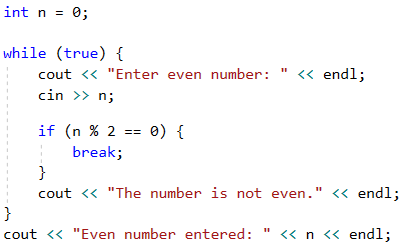 int n = 0;
while (true) {
cout << "Enter even number: " << endl;
cin >> n;
if (n % 2 == 0) {
break;
}
cout << "The number is not even." << endl;
}
cout << "Even number entered: " << n << endl;